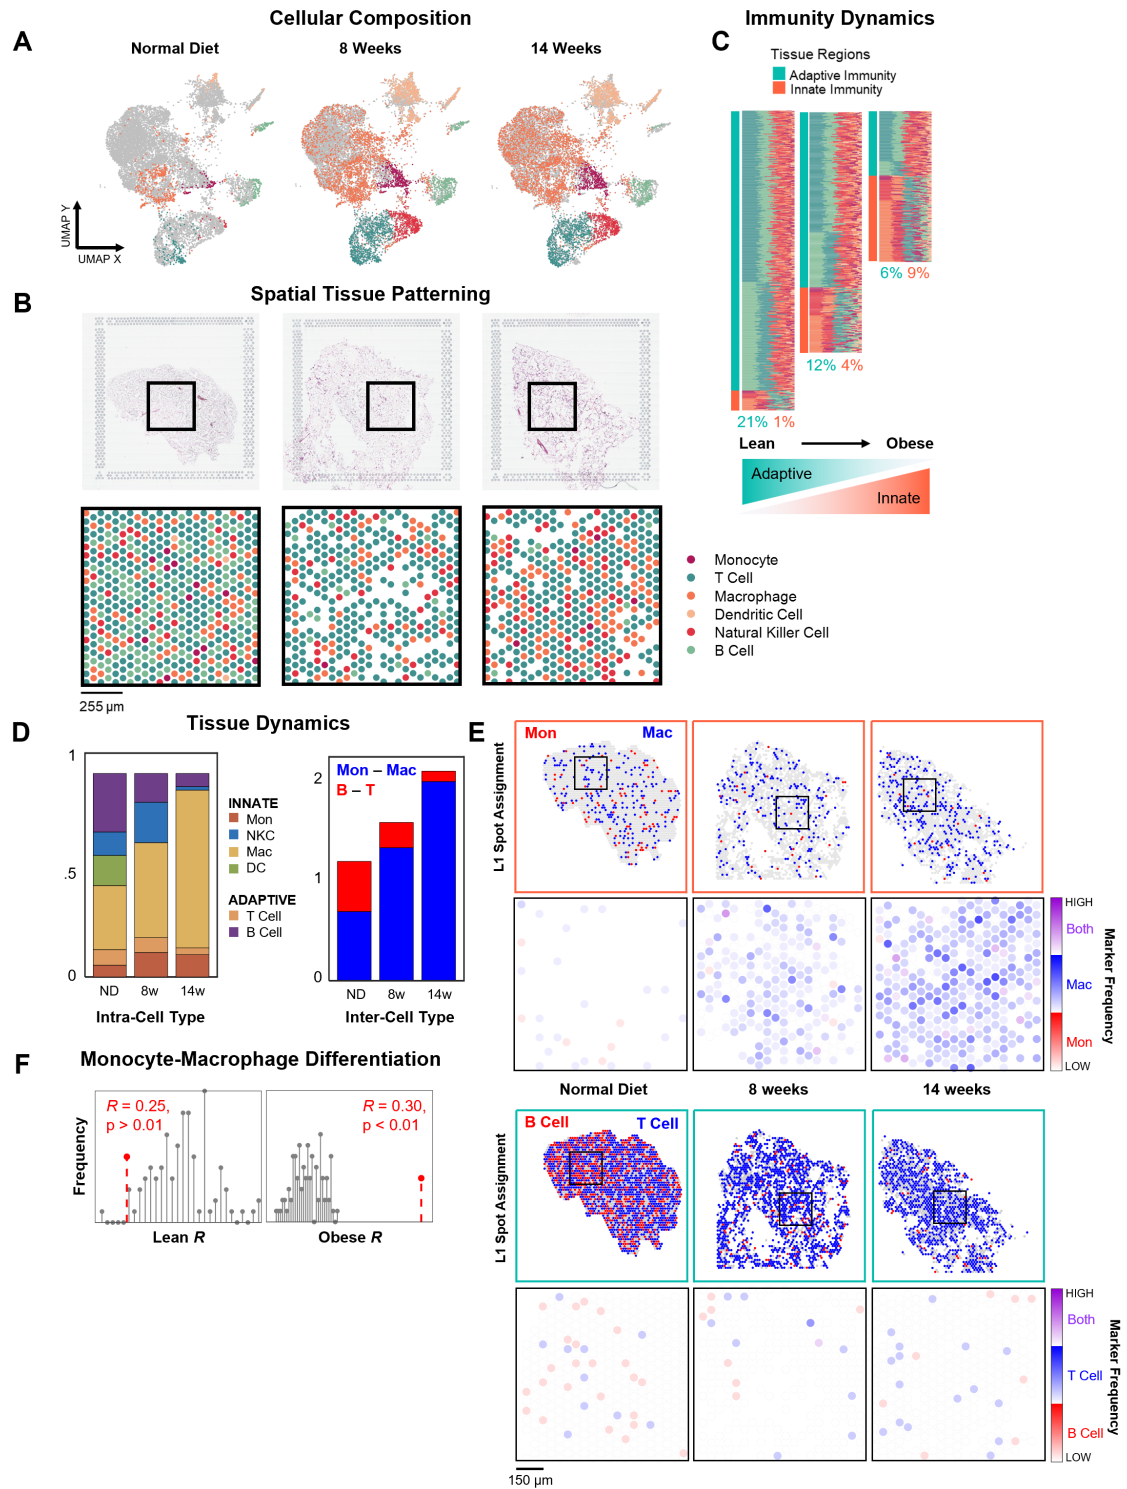 Cellular Composition
Immunity Dynamics
A
Normal Diet
8 Weeks
14 Weeks
UMAP Y
UMAP X
C
Tissue Regions
Adaptive Immunity
Innate Immunity
6% 9%
12% 4%
21% 1%
Lean
Obese
Adaptive
Innate
B
Spatial Tissue Patterning
Monocyte
T Cell
Macrophage
Dendritic Cell
Natural Killer Cell
B Cell
255 µm
D
Tissue Dynamics
1
.5
0
ND
8w
14w
Intra-Cell Type
INNATE
Mon
NKC
Mac
DC
ADAPTIVE
T Cell
B Cell
Mon – Mac
B – T
2
1
0
ND
8w
14w
Inter-Cell Type
E
L1 Spot Assignment
Mon
Mac
HIGH
Both
Mac
Mon
LOW
Marker Frequency
Normal Diet
8 weeks
14 weeks
L1 Spot Assignment
B Cell
T Cell
HIGH
Both
T Cell
B Cell
LOW
Marker Frequency
150 µm
F
Monocyte-Macrophage Differentiation
Frequency
R = 0.25,
p > 0.01
R = 0.30,
p < 0.01
Lean R
Obese R